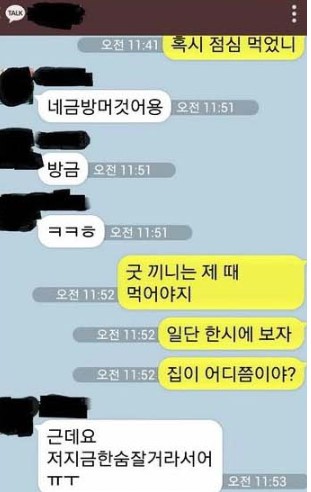 TALK
오전 11:41 혹시 점심 먹었니
네금방머것어용 오전 11:51
방금 오전 11:51
ㅋㅋㅎ 오전 11:51
굿 끼니는 제 때
오전 11:52 먹어야지
오전 11:52 일단 한시에 보자
오전 11:52 집이 어디쯤이야?
근데요
저지금한숨잘거라서어
ㅠㅜ 오전 11:53